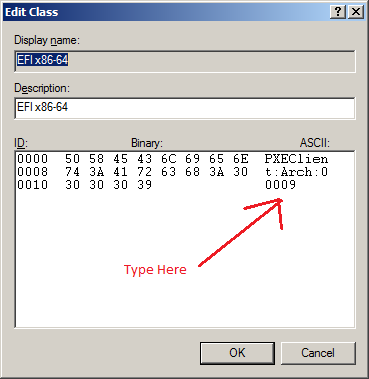 Edit Class
Display name:
EFI x86-64
Description:
EFI x86-64
ID: Binary: ASCII:
0000 50 58 45 43 6C 69 65 6E PXEClien
0008 74 3A 41 72 63 68 3A 30 t:Arch:0
0010 30 30 30 39 0009
Type Here
OK Cancel